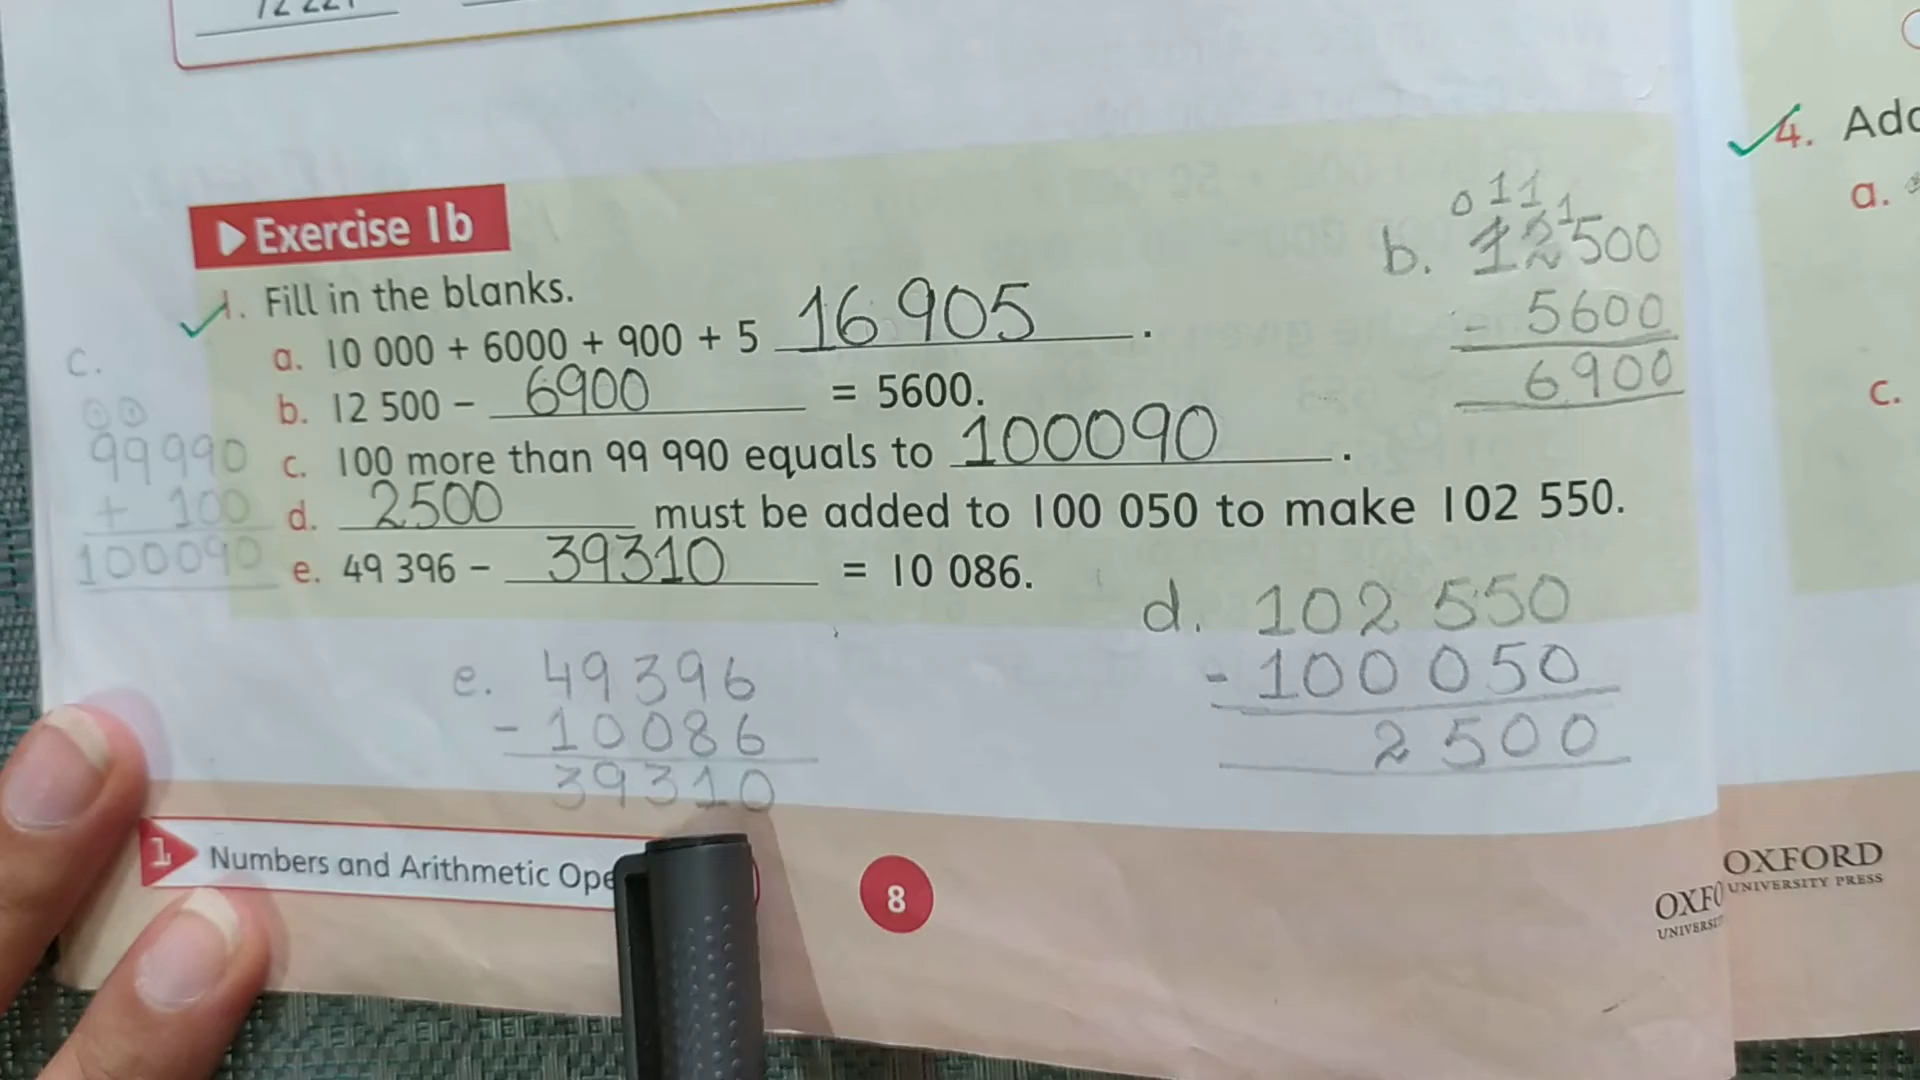 Exercise 1b
1. Fill in the blanks.
a. 10 000 + 6000 + 900 + 5 16 905 .
b. 12 500 – 6900 = 5600.
c. 100 more than 99 990 equals to 100090 .
d. 2500 must be added to 100 050 to make 102 550.
e. 49 396 – 39310 = 10 086.
c.
99990
+ 100
100090
b. 0 11 1
12500
- 5600
6900
d. 102 550
- 100 050
2 500
e. 49396
- 10086
39310
1 Numbers and Arithmetic
8
4.
a.
c.
OXFORD
UNIVERSITY PRESS